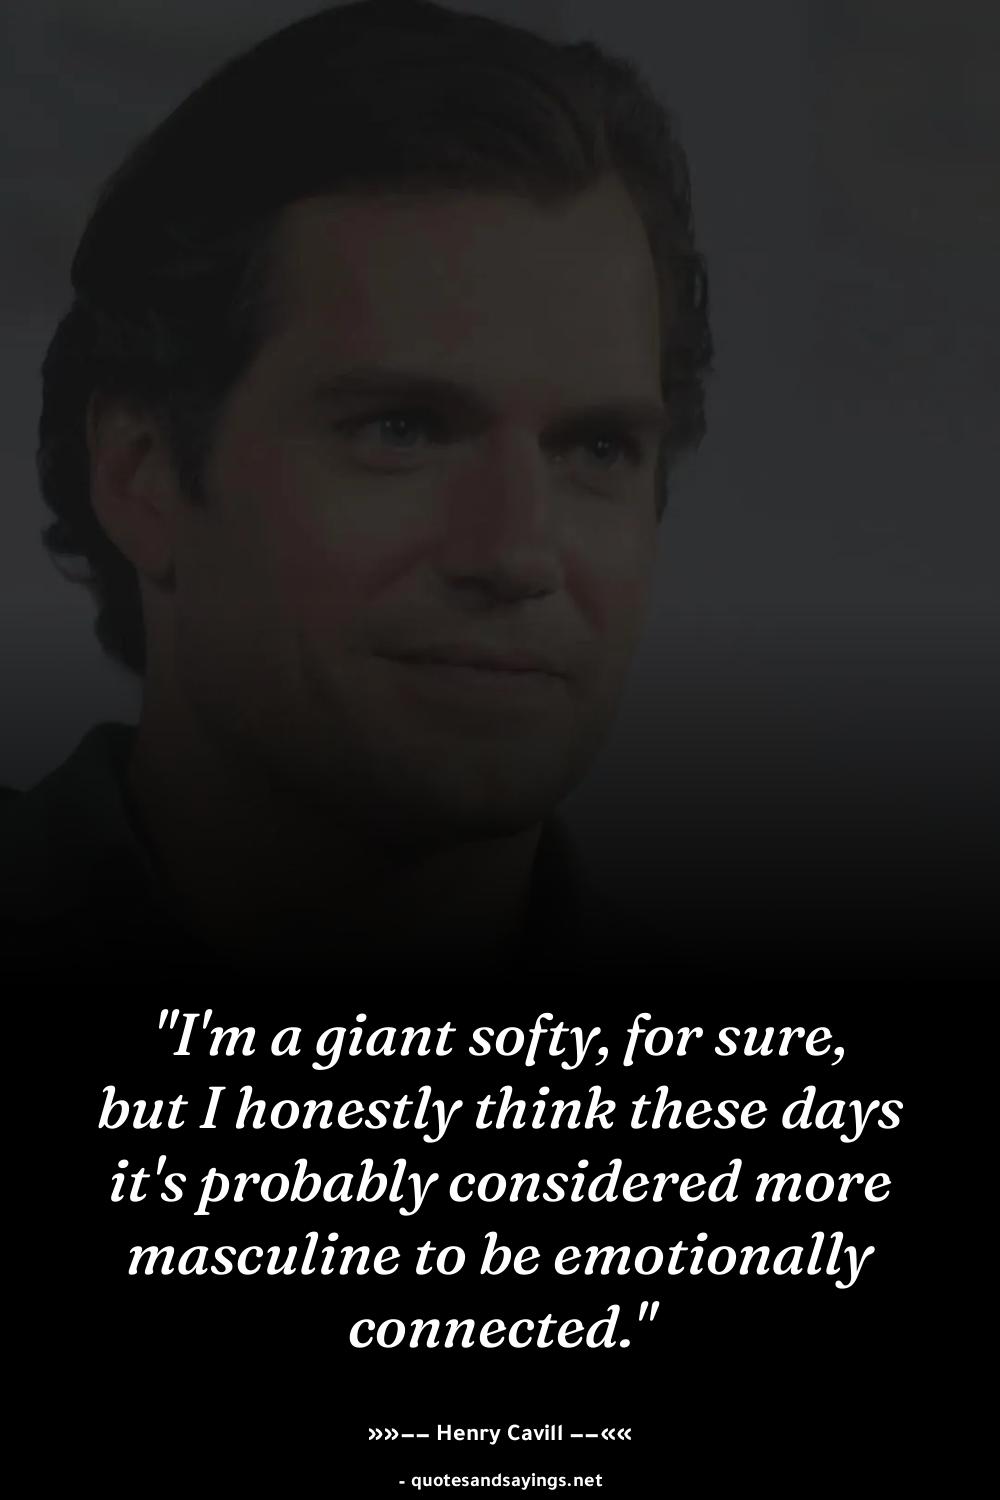 "I'm a giant softy, for sure,
but I honestly think these days
it's probably considered more
masculine to be emotionally
connected."
»»–– Henry Cavill ––««
- quotesandsayings.net